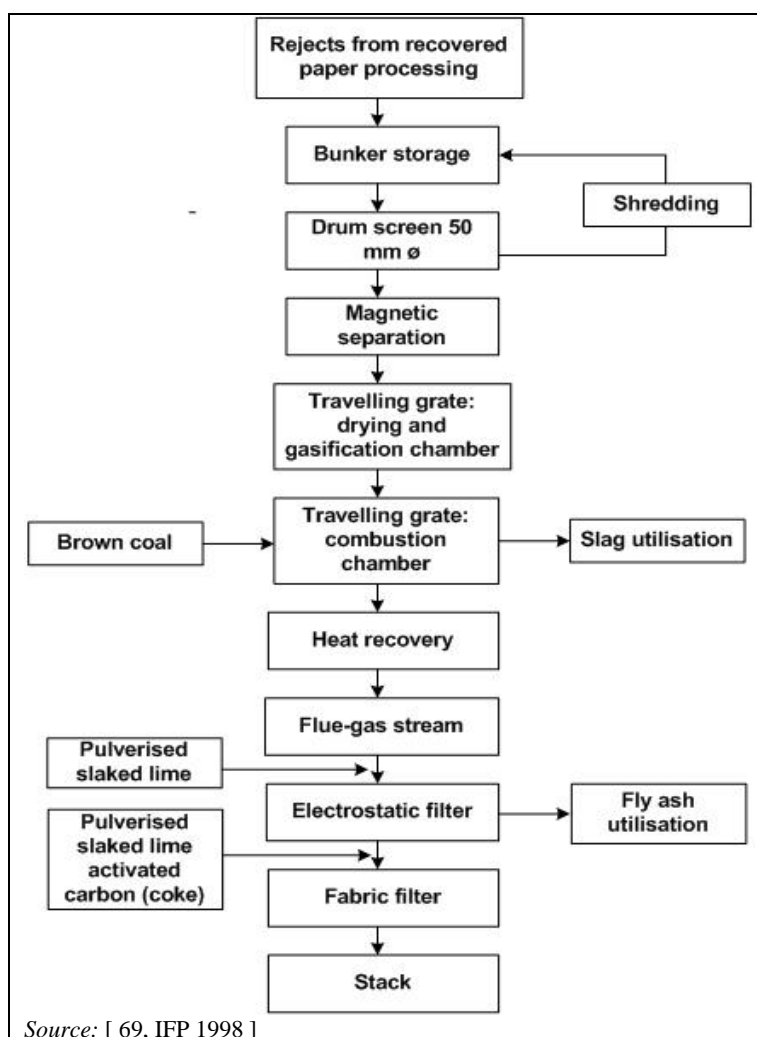 Rejects from recovered
paper processing
Bunker storage
Shredding
Drum screen 50
mm ø
Magnetic
separation
Travelling grate:
drying and
gasification chamber
Brown coal
Travelling grate:
combustion
chamber
Slag utilisation
Heat recovery
Flue-gas stream
Pulverised
slaked lime
Electrostatic filter
Fly ash
utilisation
Pulverised
slaked lime
activated
carbon (coke)
Fabric filter
Stack
Source: [ 69, IFP 1998 ]